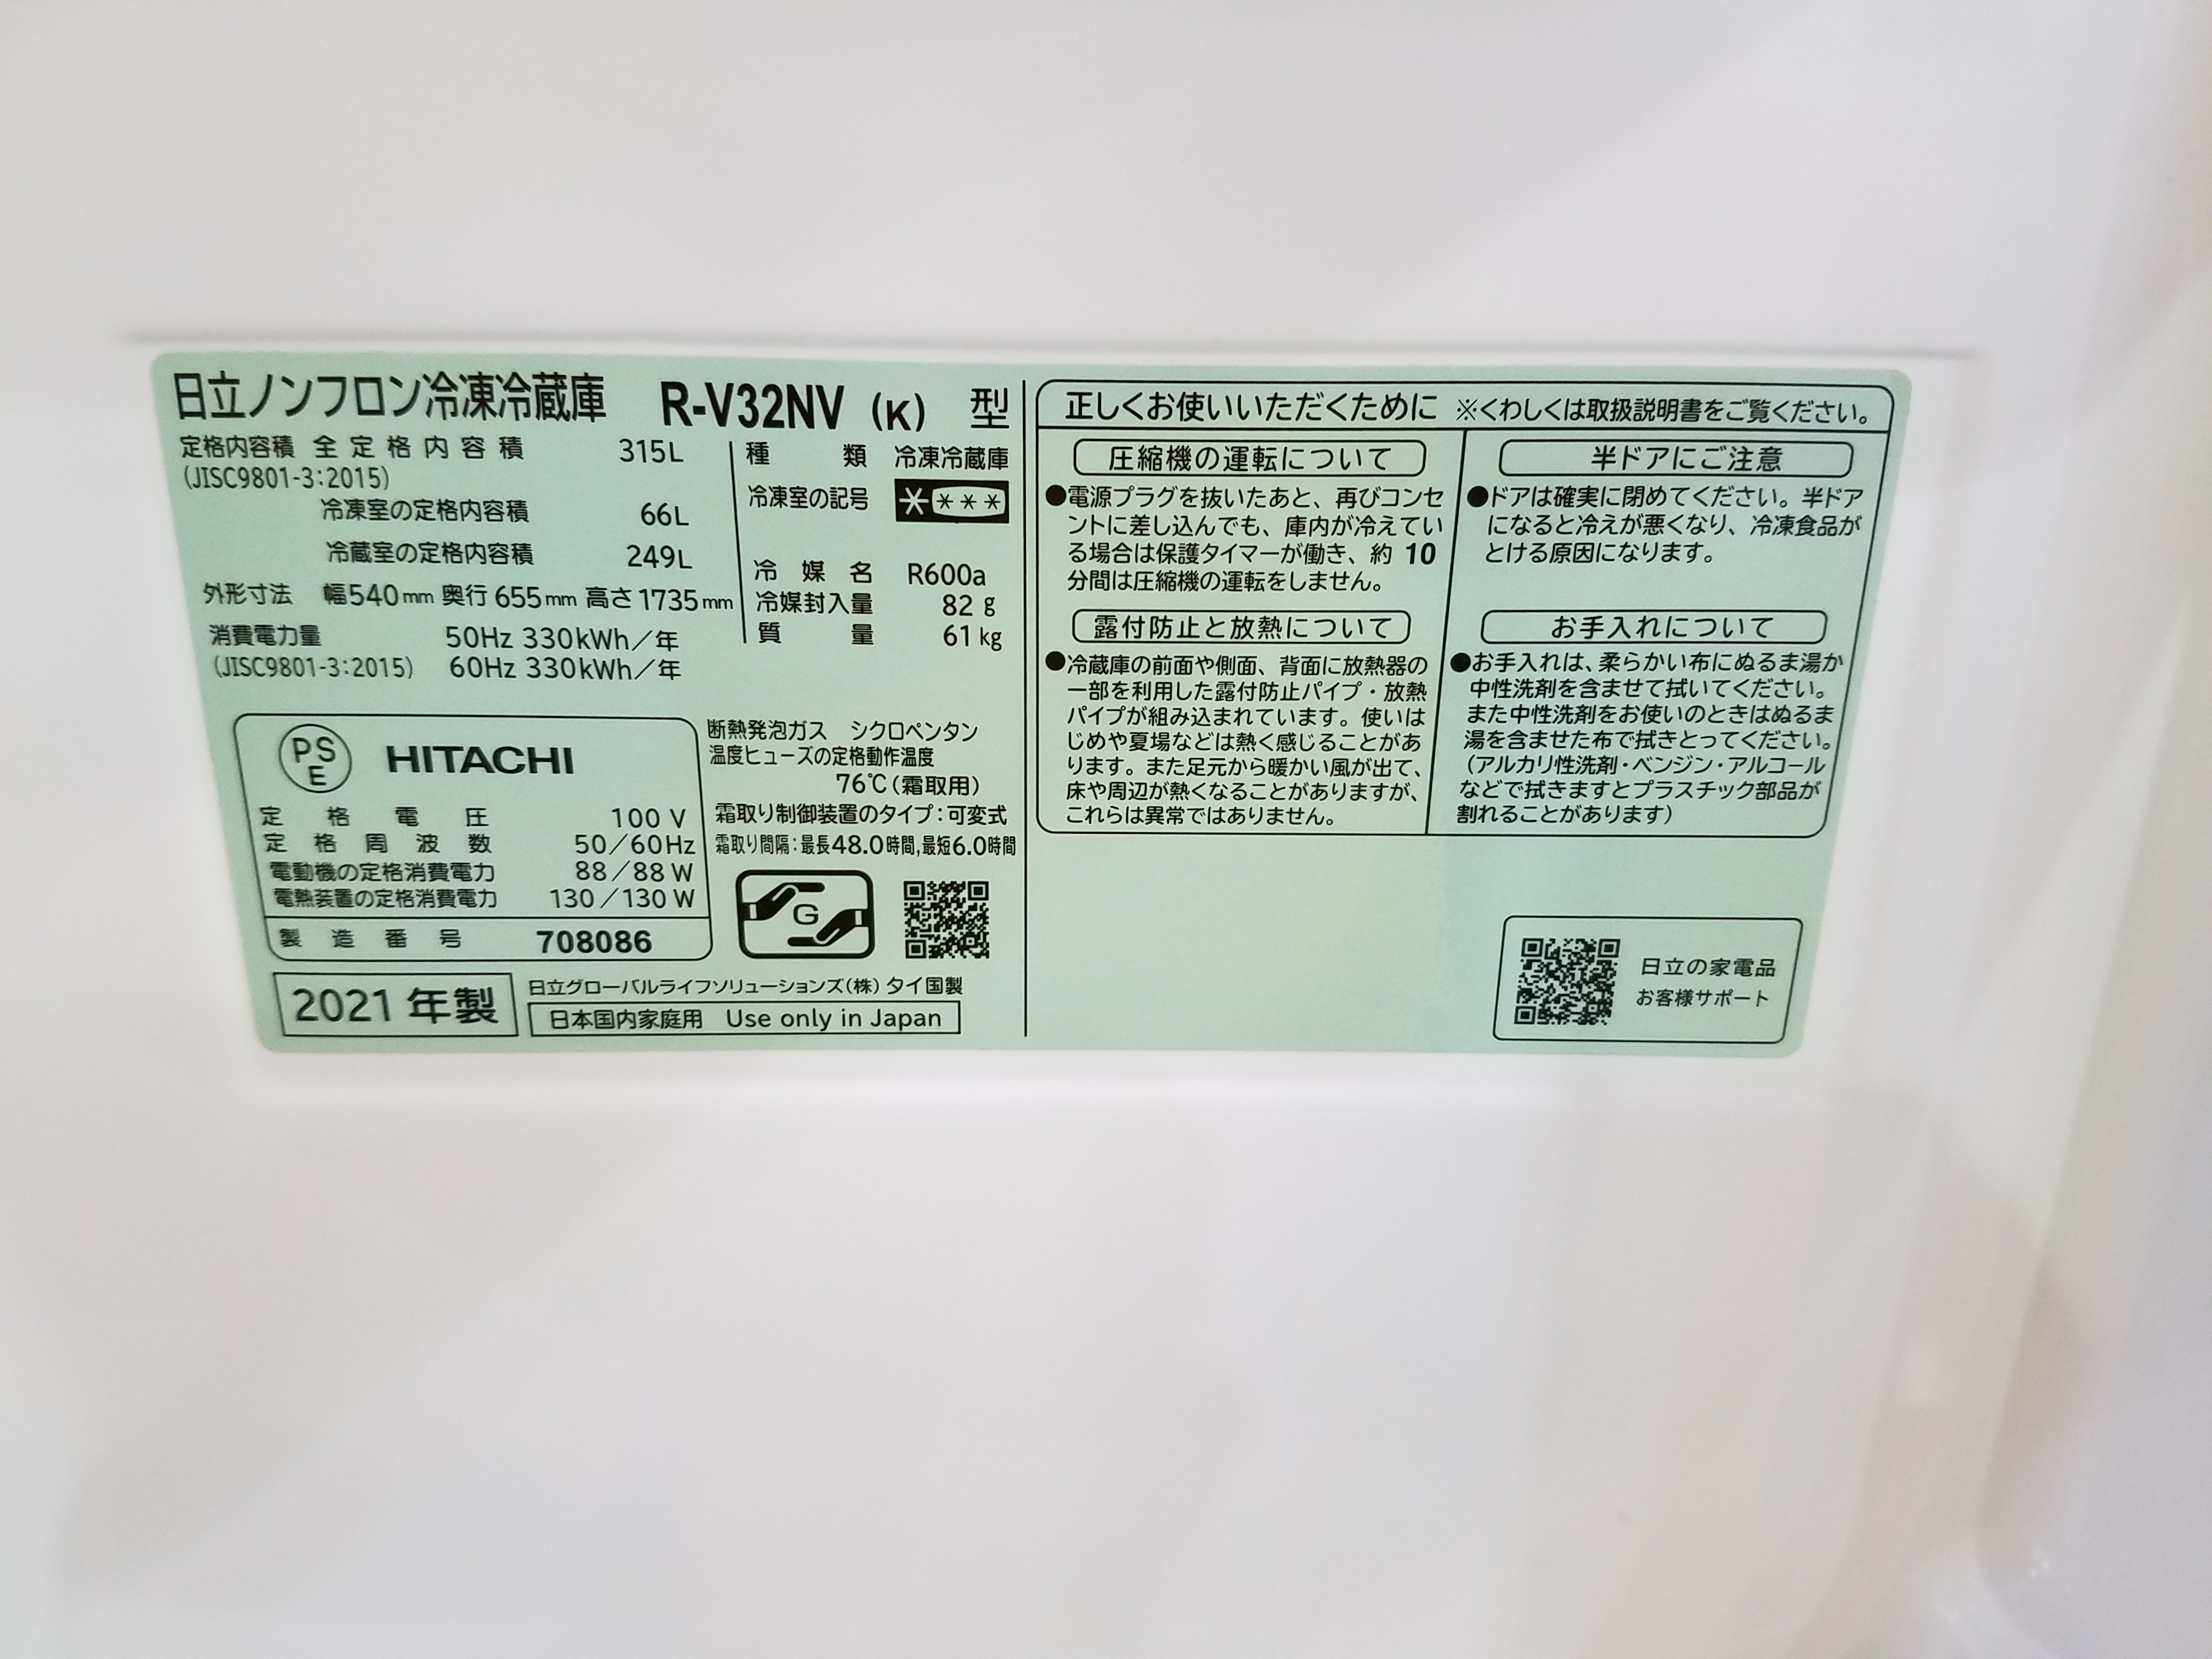 日立ノンフロン冷凍冷蔵庫 R-V32NV (K) 型
定格内容積 全定格内容積 315L
(JISC9801-3:2015)
冷凍室の定格内容積 66L
冷蔵室の定格内容積 249L
外形寸法 幅540mm 奥行655mm 高さ1735mm
消費電力量 50Hz 330kWh/年
(JISC9801-3:2015) 60Hz 330kWh/年
種類 冷凍冷蔵庫
冷凍室の記号 ****
冷媒名 R600a
冷媒封入量 82g
質量 61kg
PS
E
HITACHI
定格電圧 100V
定格周波数 50/60Hz
電動機の定格消費電力 88/88W
電熱装置の定格消費電力 130/130W
製造番号 708086
断熱発泡ガス シクロペンタン
温度ヒューズの定格動作温度
76℃(霜取用)
霜取り制御装置のタイプ:可変式
霜取り間隔:最長48.0時間,最短6.0時間
G
2021年製
日立グローバルライフソリューションズ(株) タイ国製
日本国内家庭用 Use only in Japan
正しくお使いいただくために ※くわしくは取扱説明書をご覧ください。
圧縮機の運転について
●電源プラグを抜いたあと、再びコンセ
ントに差し込んでも、庫内が冷えてい
る場合は保護タイマーが働き、約 10
分間は圧縮機の運転をしません。
露付防止と放熱について
●冷蔵庫の前面や側面、背面に放熱器の
一部を利用した露付防止パイプ・放熱
パイプが組み込まれています。使いは
じめや夏場などは熱く感じることがあ
ります。また足元から暖かい風が出て、
床や周辺が熱くなることがありますが、
これらは異常ではありません。
半ドアにご注意
●ドアは確実に閉めてください。半ドア
になると冷えが悪くなり、冷凍食品が
とける原因になります。
お手入れについて
●お手入れは、柔らかい布にぬるま湯か
中性洗剤を含ませて拭いてください。
また中性洗剤をお使いのときはぬるま
湯を含ませた布で拭きとってください。
(アルカリ性洗剤・ベンジン・アルコール
などで拭きますとプラスチック部品が
割れることがあります)
日立の家電品
お客様サポート